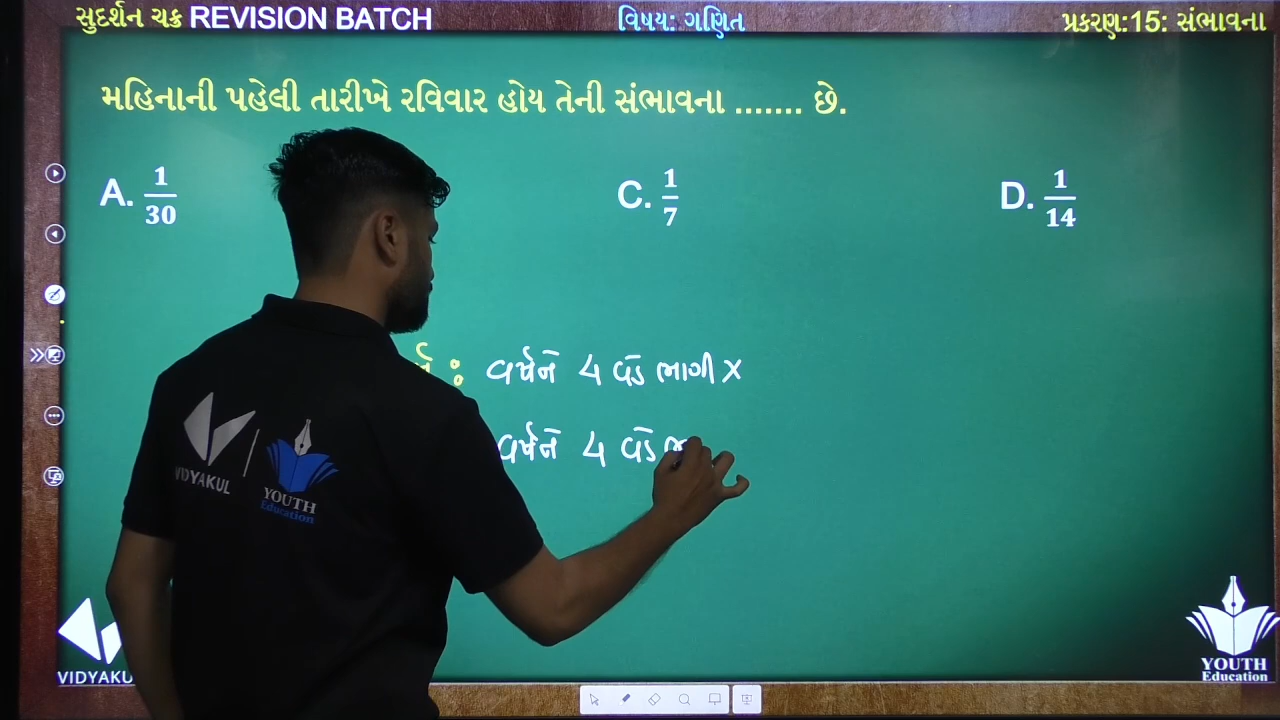 સુદર્શન ચક્ર REVISION BATCH
વિષય: ગણિત
પ્રકરણ:15: સંભાવના
મહિનાની પહેલી તારીખે રવિવાર હોય તેની સંભાવના ....... છે.
A. 1/30
C. 1/7
D. 1/14
: વર્ષને 4 વડે ભાગી X
વર્ષને 4 વડે
VIDYAKUL
YOUTH
Education
VIDYAKU
YOUTH
Education